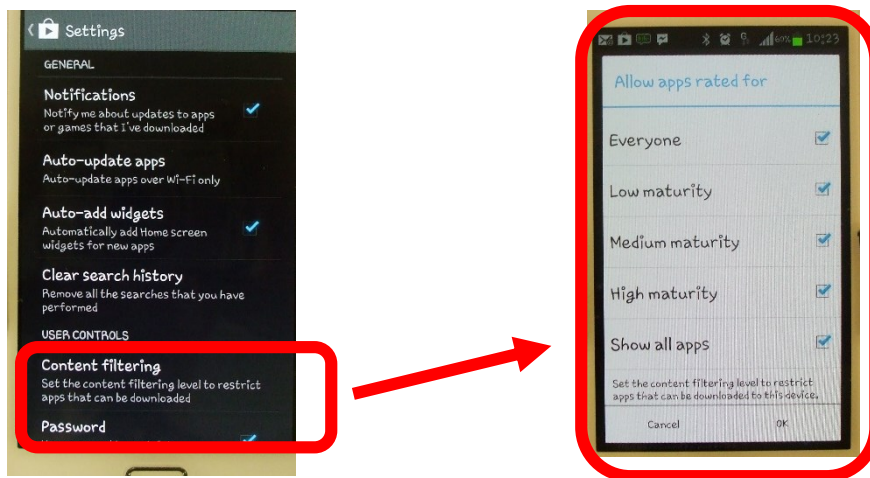 Settings
GENERAL
Notifications
Notify me about updates to apps
or games that I've downloaded
Auto-update apps
Auto-update apps over Wi-Fi only
Auto-add widgets
Automatically add Home screen
widgets for new apps
Clear search history
Remove all the searches that you have
performed
USER CONTROLS
Content filtering
Set the content filtering level to restrict
apps that can be downloaded
Password
60% 10:23
Allow apps rated for
Everyone
Low maturity
Medium maturity
High maturity
Show all apps
Set the content filtering level to restrict
apps that can be downloaded to this device.
Cancel OK